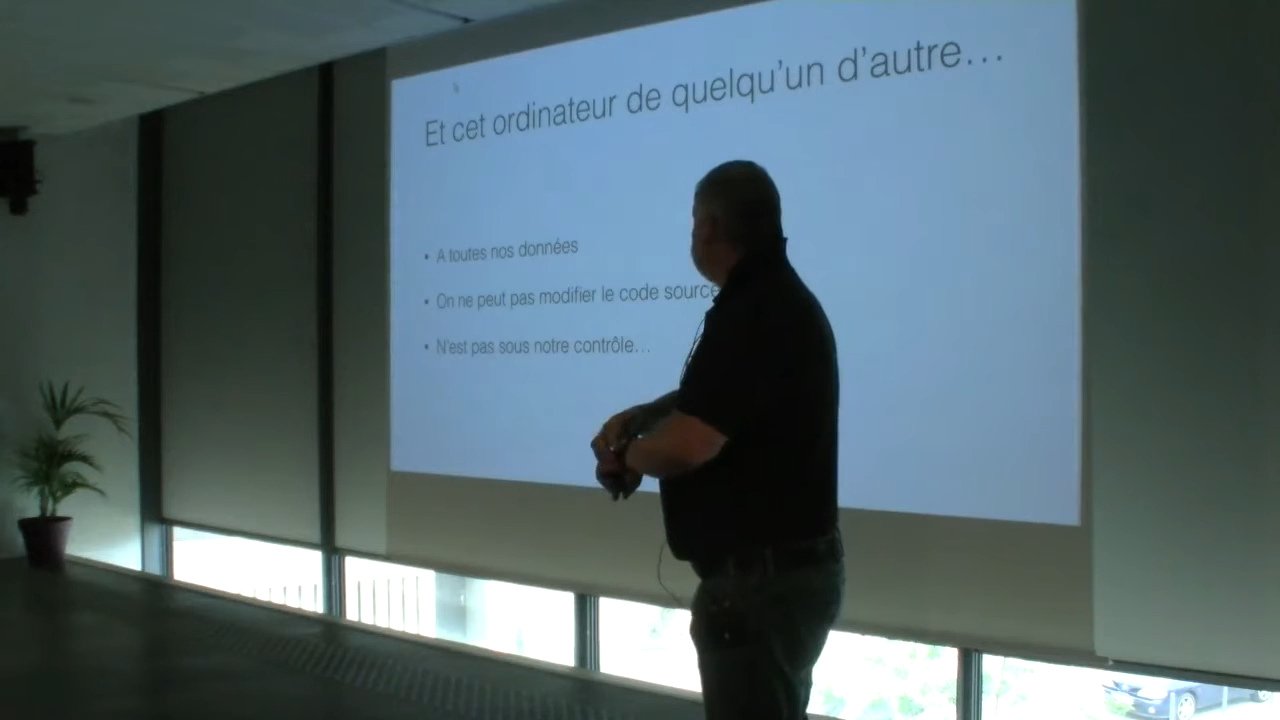 Et cet ordinateur de quelqu'un d'autre…
• A toutes nos données
• On ne peut pas modifier le code source
• N'est pas sous notre contrôle…